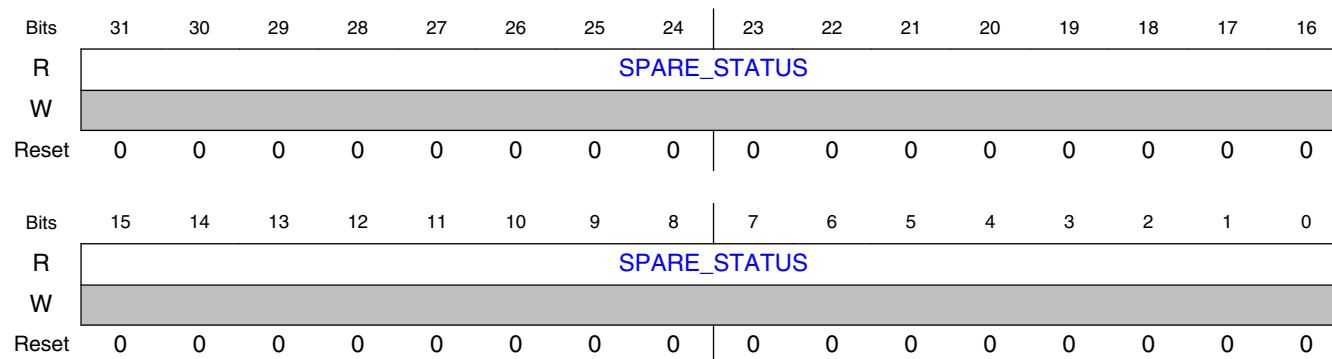 Bits 31 30 29 28 27 26 25 24 23 22 21 20 19 18 17 16
R SPARE_STATUS
W
Reset 0 0 0 0 0 0 0 0 0 0 0 0 0 0 0 0
Bits 15 14 13 12 11 10 9 8 7 6 5 4 3 2 1 0
R SPARE_STATUS
W
Reset 0 0 0 0 0 0 0 0 0 0 0 0 0 0 0 0